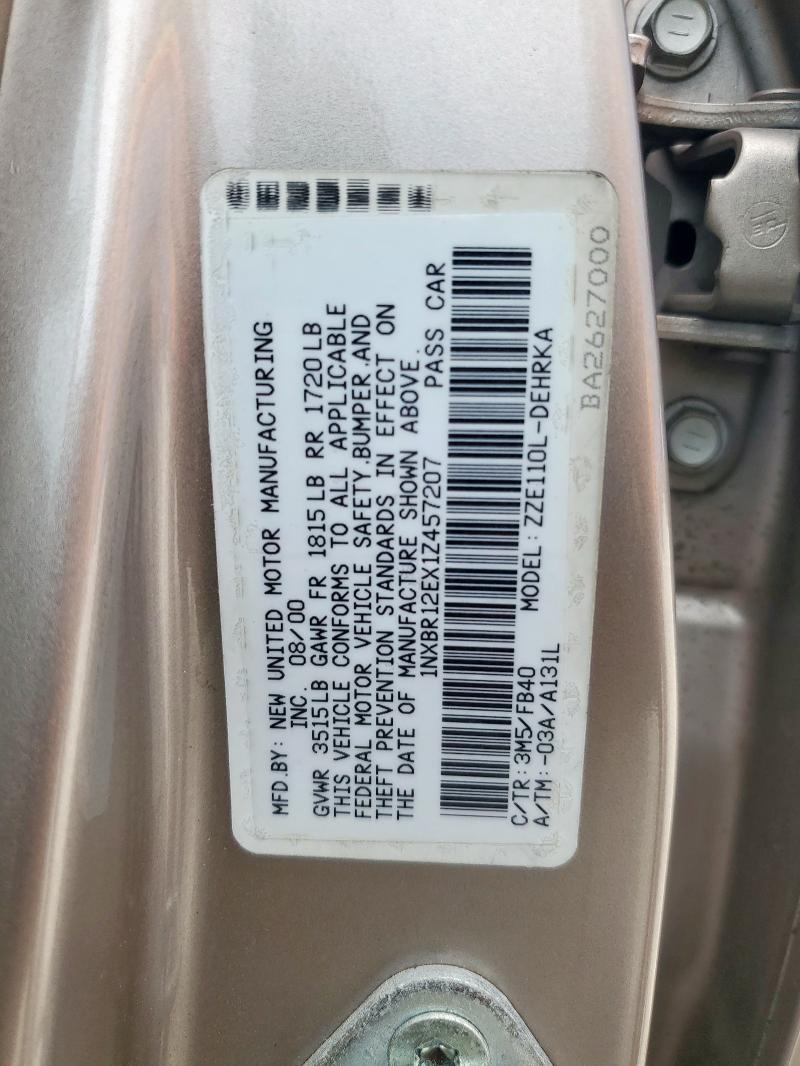 MFD.BY: NEW UNITED MOTOR MANUFACTURING
INC. 08/00
GVWR 3515LB GAWR FR 1815LB RR 1720LB
THIS VEHICLE CONFORMS TO ALL APPLICABLE
FEDERAL MOTOR VEHICLE SAFETY,BUMPER,AND
THEFT PREVENTION STANDARDS IN EFFECT ON
THE DATE OF MANUFACTURE SHOWN ABOVE.
1NXBR12EX1Z457207 PASS CAR
C/TR:3M5/FB40 MODEL:ZZE110L-DEHRKA
A/TM:-03A/A131L
BA2627000